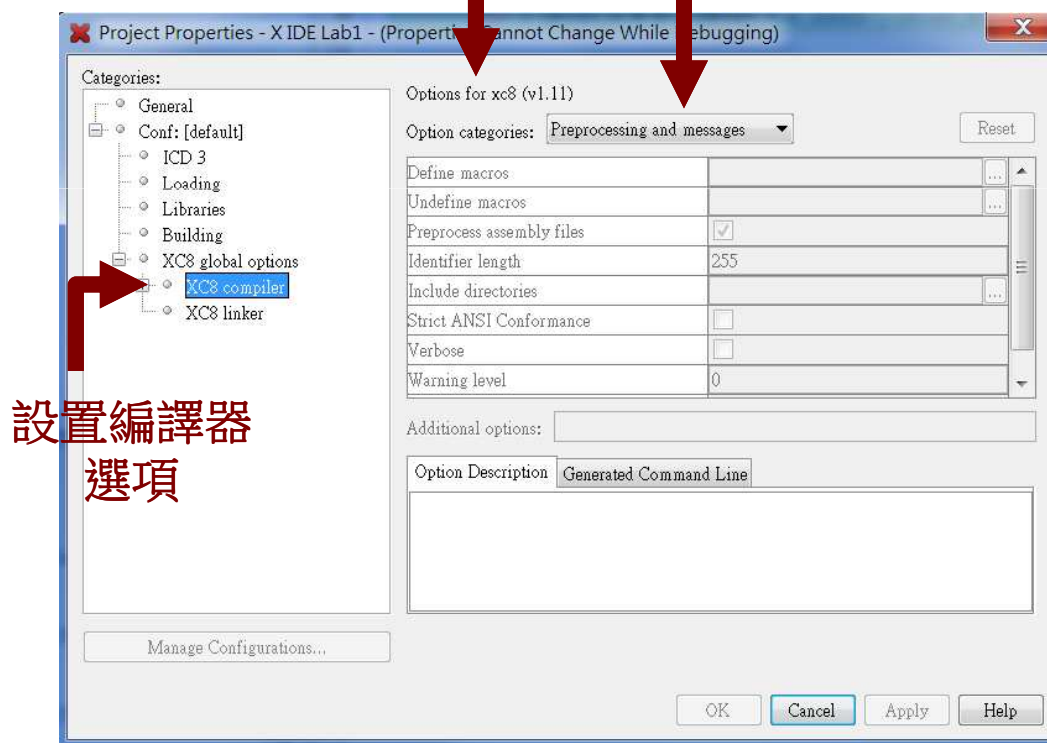 Project Properties - X IDE Lab1 - (Properti Cannot Change While ebugging)
Categories:
General
Conf: [default]
ICD 3
Loading
Libraries
Building
XC8 global options
XC8 compiler
XC8 linker
設置編譯器
選項
Manage Configurations...
Options for xc8 (v1.11)
Option categories: Preprocessing and messages
Reset
Define macros ...
Undefine macros ...
Preprocess assembly files
Identifier length 255
Include directories ...
Strict ANSI Conformance
Verbose
Warning level 0
Additional options:
Option Description Generated Command Line
OK Cancel Apply Help